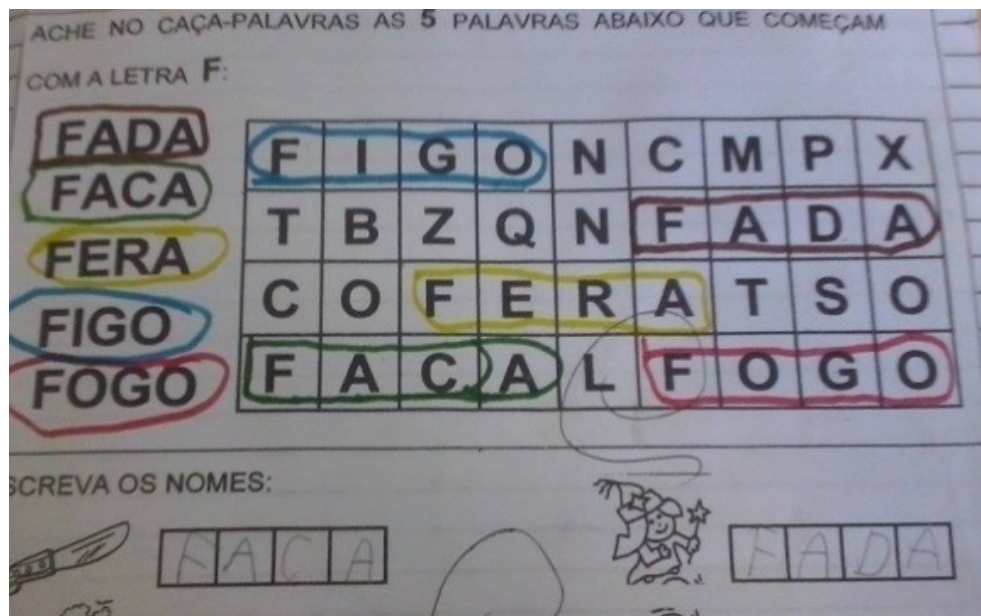 ACHE NO CAÇA-PALAVRAS AS 5 PALAVRAS ABAIXO QUE COMEÇAM
COM A LETRA F:
FADA
FACA
FERA
FIGO
FOGO
F I G O N C M P X
T B Z Q N F A D A
C O F E R A T S O
F A C A L F O G O
SCREVA OS NOMES:
F A C A
F A D A